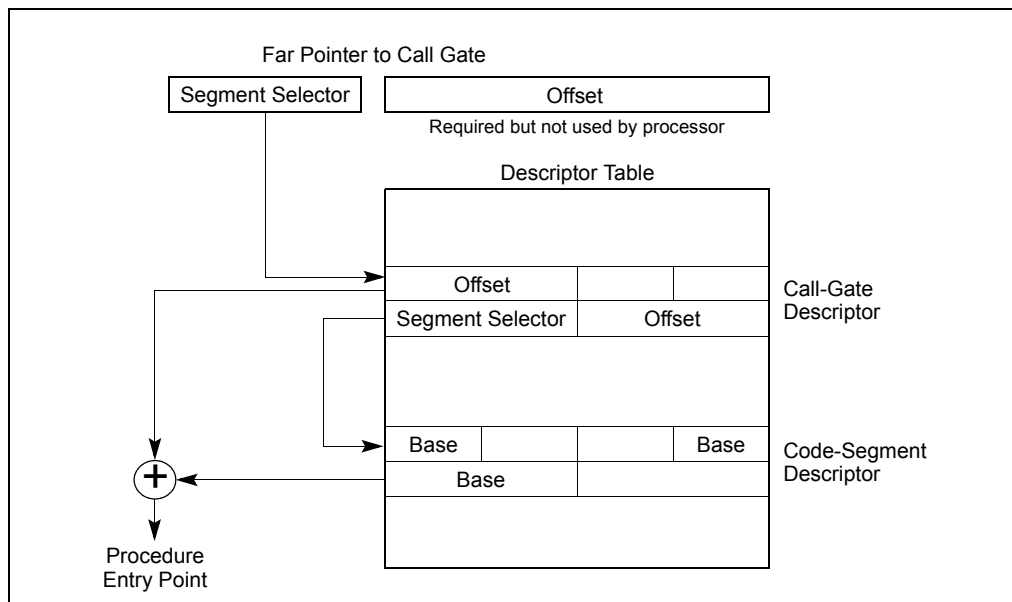 Far Pointer to Call Gate
Segment Selector
Offset
Required but not used by processor
Descriptor Table
Offset
Segment Selector
Offset
Call-Gate
Descriptor
Base
Base
Base
Code-Segment
Descriptor
+
Procedure
Entry Point